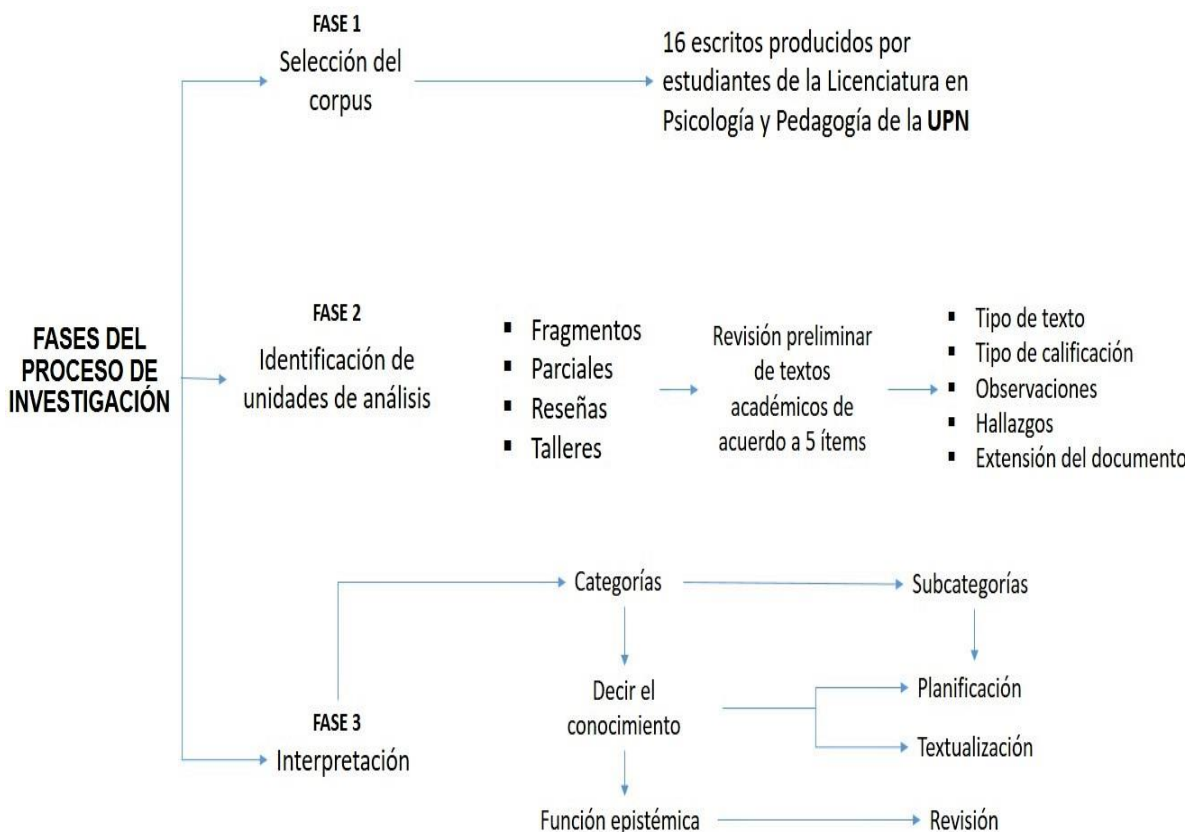 FASES DEL
PROCESO DE
INVESTIGACIÓN
FASE 1
Selección del
corpus
16 escritos producidos por
estudiantes de la Licenciatura en
Psicología y Pedagogía de la UPN
FASE 2
Identificación de
unidades de análisis
Fragmentos
Parciales
Reseñas
Talleres
Revisión preliminar
de textos
académicos de
acuerdo a 5 ítems
Tipo de texto
Tipo de calificación
Observaciones
Hallazgos
Extensión del documento
FASE 3
Interpretación
Categorías
Subcategorías
Decir el
conocimiento
Planificación
Textualización
Función epistémica
Revisión